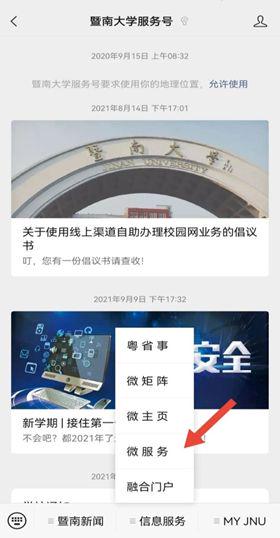 暨南大学服务号
2020年9月15日 上午08:32
暨南大学服务号要求使用你的地理位置，允许使用
2021年8月14日 下午17:01
暨南大学
JINAN UNIVERSITY
关于使用线上渠道自助办理校园网业务的倡议
书
叮，您有一份倡议书请查收！
2021年9月9日 下午17:32
安全
新学期 | 接住第一
不会吧？都2021年了
粤省事
微矩阵
微主页
微服务
融合门户
暨南新闻
信息服务
MY JNU